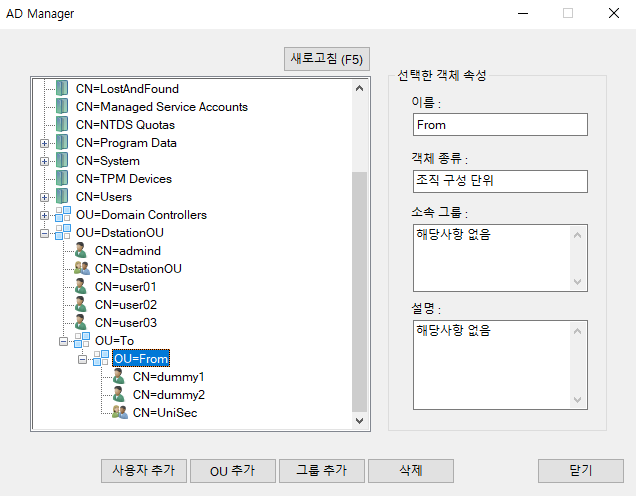 AD Manager
새로고침 (F5)
CN=LostAndFound
CN=Managed Service Accounts
CN=NTDS Quotas
CN=Program Data
CN=System
CN=TPM Devices
CN=Users
OU=Domain Controllers
OU=DstationOU
CN=admind
CN=DstationOU
CN=user01
CN=user02
CN=user03
OU=To
OU=From
CN=dummy1
CN=dummy2
CN=UniSec
선택한 객체 속성
이름 :
From
객체 종류 :
조직 구성 단위
소속 그룹 :
해당사항 없음
설명 :
해당사항 없음
사용자 추가
OU 추가
그룹 추가
삭제
닫기